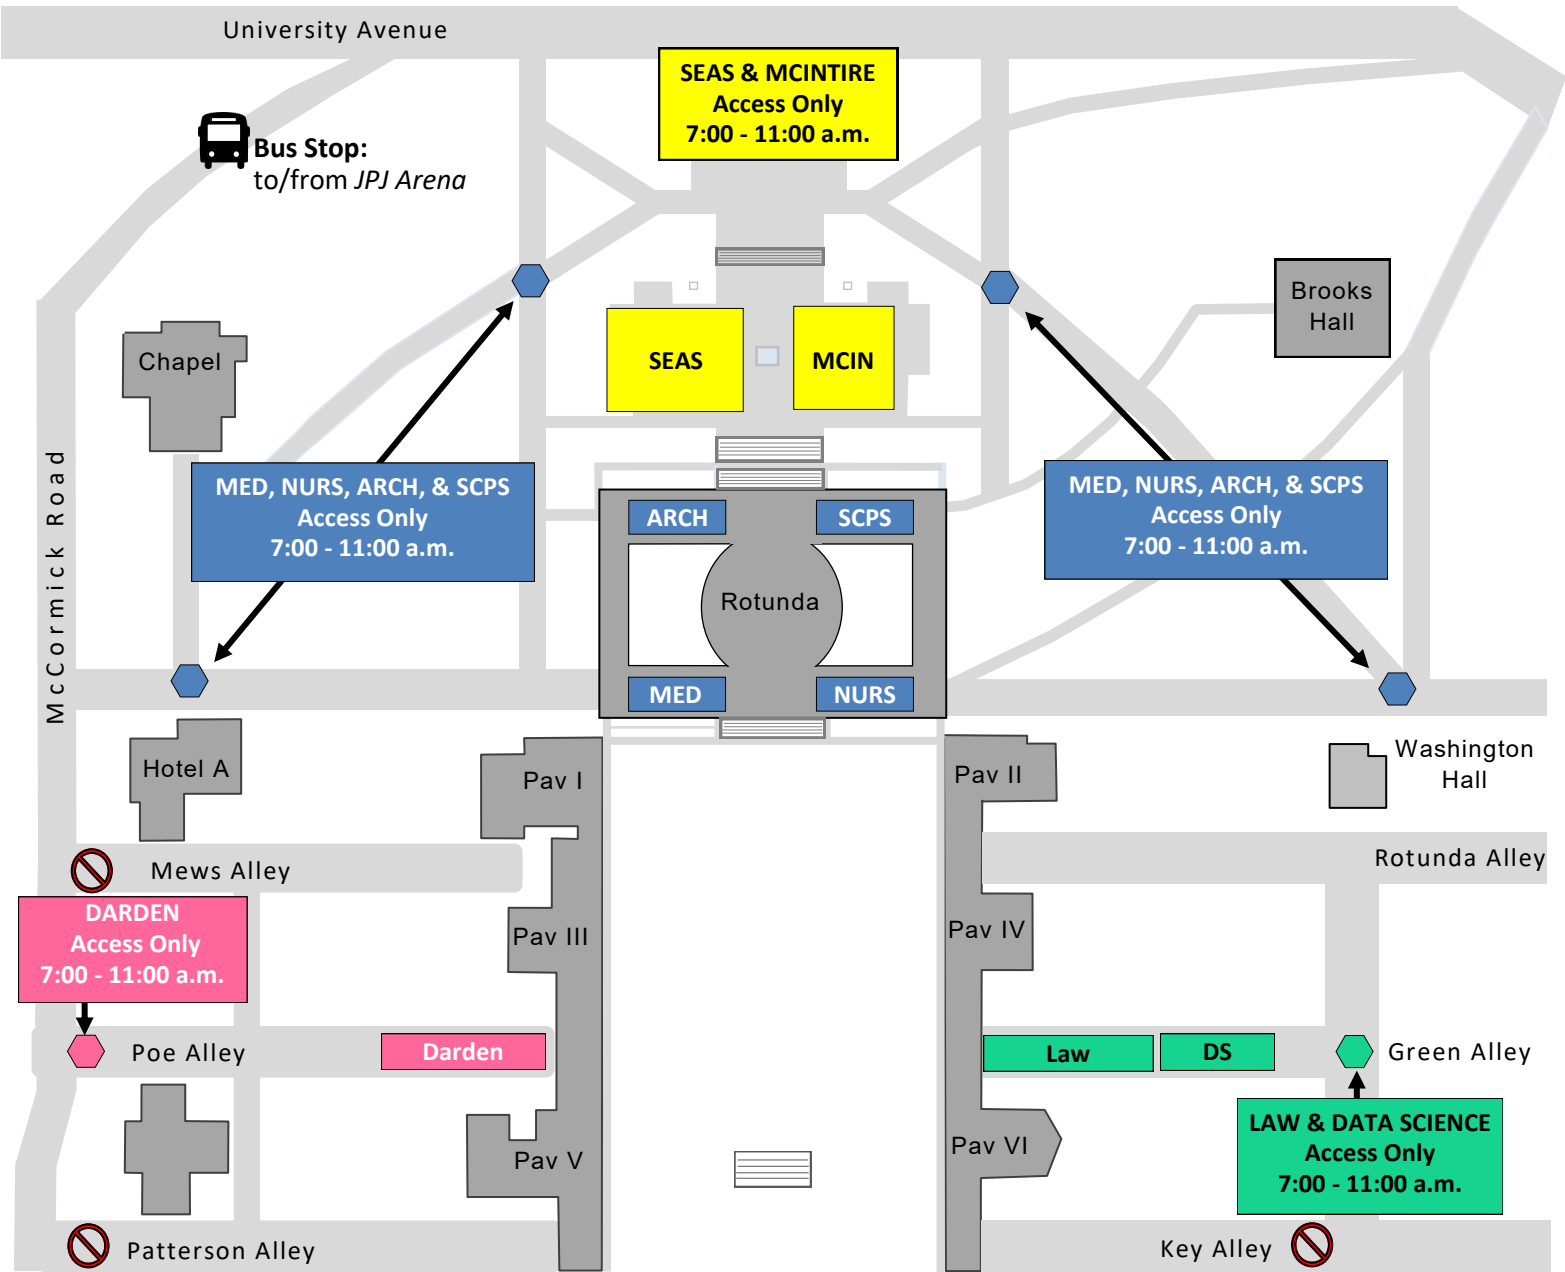 University Avenue
SEAS & MCINTIRE
Access Only
7:00 - 11:00 a.m.
Bus Stop:
to/from JPJ Arena
Brooks
Hall
Chapel
SEAS
MCIN
McCormick Road
MED, NURS, ARCH, & SCPS
Access Only
7:00 - 11:00 a.m.
MED, NURS, ARCH, & SCPS
Access Only
7:00 - 11:00 a.m.
ARCH
SCPS
Rotunda
MED
NURS
Hotel A
Pav I
Pav II
Washington
Hall
Mews Alley
Rotunda Alley
DARDEN
Access Only
7:00 - 11:00 a.m.
Pav III
Pav IV
Poe Alley
Darden
Law
DS
Green Alley
LAW & DATA SCIENCE
Access Only
7:00 - 11:00 a.m.
Pav V
Pav VI
Patterson Alley
Key Alley